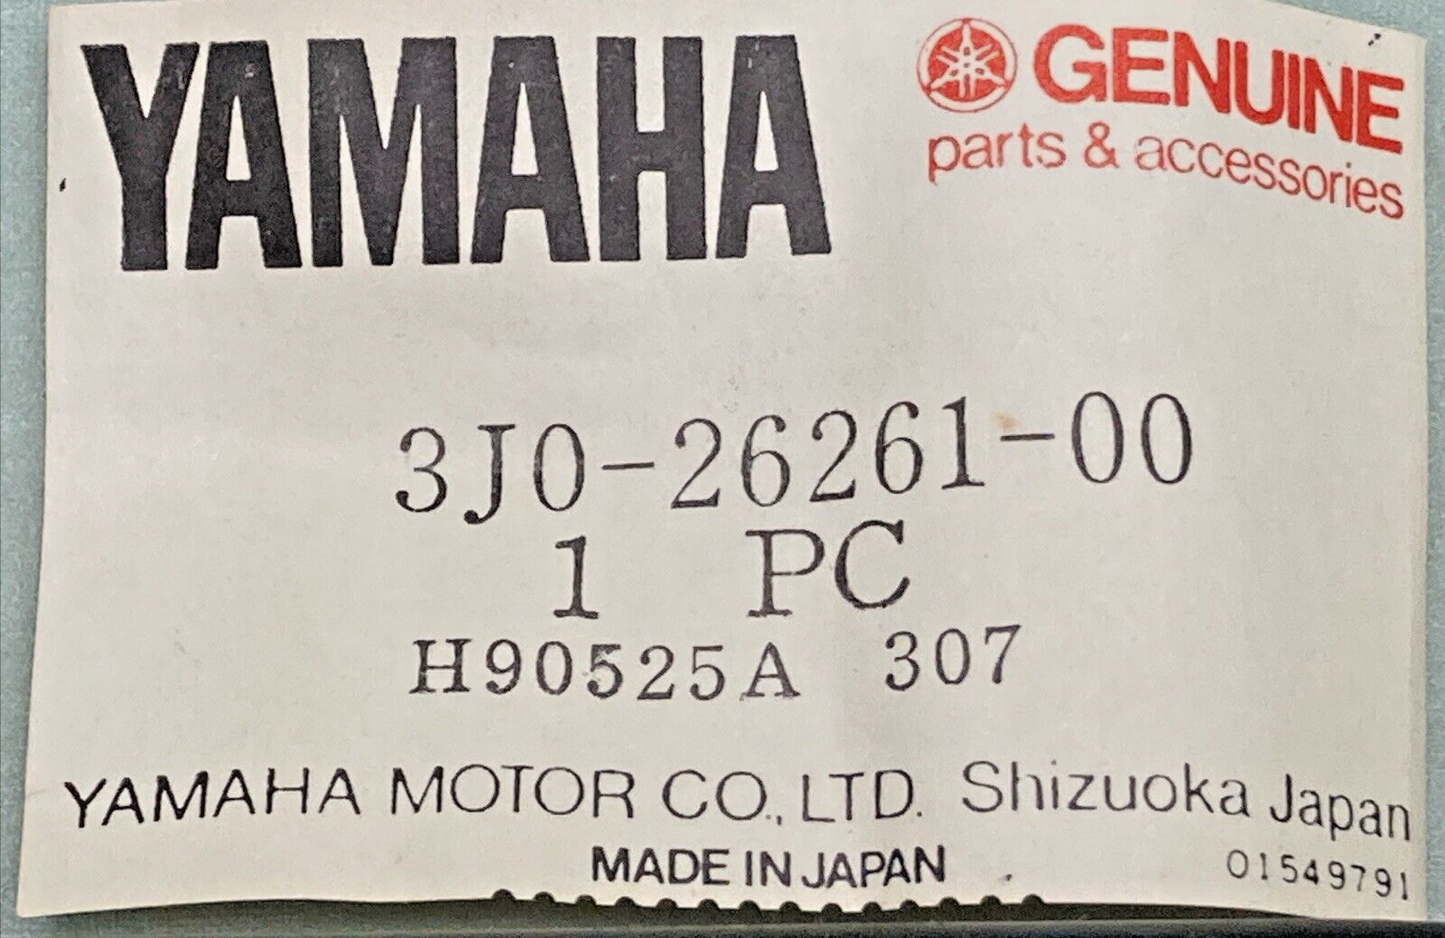 YAMAHA
GENUINE
parts & accessories
3J0-26261-00
1 PC
H90525A 307
YAMAHA MOTOR CO., LTD. Shizuoka Japan
MADE IN JAPAN
01549791